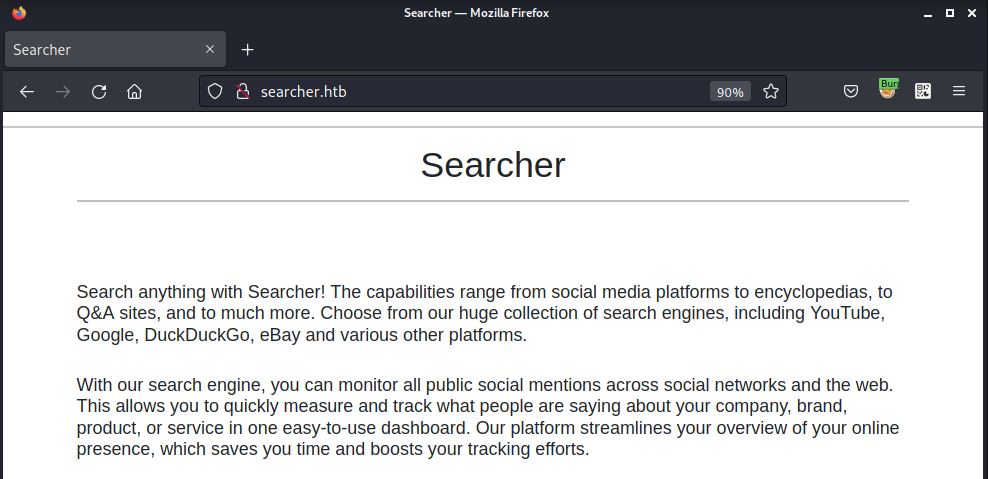 Searcher — Mozilla Firefox
Searcher
searcher.htb
90%
Searcher
Search anything with Searcher! The capabilities range from social media platforms to encyclopedias, to
Q&A sites, and to much more. Choose from our huge collection of search engines, including YouTube,
Google, DuckDuckGo, eBay and various other platforms.
With our search engine, you can monitor all public social mentions across social networks and the web.
This allows you to quickly measure and track what people are saying about your company, brand,
product, or service in one easy-to-use dashboard. Our platform streamlines your overview of your online
presence, which saves you time and boosts your tracking efforts.